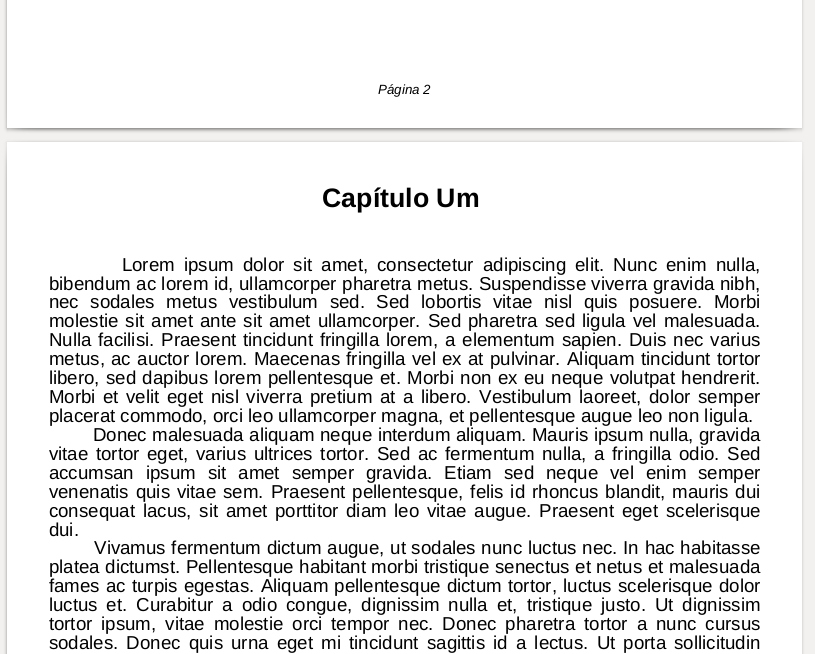 Página 2
Capítulo Um
Lorem ipsum dolor sit amet, consectetur adipiscing elit. Nunc enim nulla,
bibendum ac lorem id, ullamcorper pharetra metus. Suspendisse viverra gravida nibh,
nec sodales metus vestibulum sed. Sed lobortis vitae nisl quis posuere. Morbi
molestie sit amet ante sit amet ullamcorper. Sed pharetra sed ligula vel malesuada.
Nulla facilisi. Praesent tincidunt fringilla lorem, a elementum sapien. Duis nec varius
metus, ac auctor lorem. Maecenas fringilla vel ex at pulvinar. Aliquam tincidunt tortor
libero, sed dapibus lorem pellentesque et. Morbi non ex eu neque volutpat hendrerit.
Morbi et velit eget nisl viverra pretium at a libero. Vestibulum laoreet, dolor semper
placerat commodo, orci leo ullamcorper magna, et pellentesque augue leo non ligula.
Donec malesuada aliquam neque interdum aliquam. Mauris ipsum nulla, gravida
vitae tortor eget, varius ultrices tortor. Sed ac fermentum nulla, a fringilla odio. Sed
accumsan ipsum sit amet semper gravida. Etiam sed neque vel enim semper
venenatis quis vitae sem. Praesent pellentesque, felis id rhoncus blandit, mauris dui
consequat lacus, sit amet porttitor diam leo vitae augue. Praesent eget scelerisque
dui.
Vivamus fermentum dictum augue, ut sodales nunc luctus nec. In hac habitasse
platea dictumst. Pellentesque habitant morbi tristique senectus et netus et malesuada
fames ac turpis egestas. Aliquam pellentesque dictum tortor, luctus scelerisque dolor
luctus et. Curabitur a odio congue, dignissim nulla et, tristique justo. Ut dignissim
tortor ipsum, vitae molestie orci tempor nec. Donec pharetra tortor a nunc cursus
sodales. Donec quis urna eget mi tincidunt sagittis id a lectus. Ut porta sollicitudin